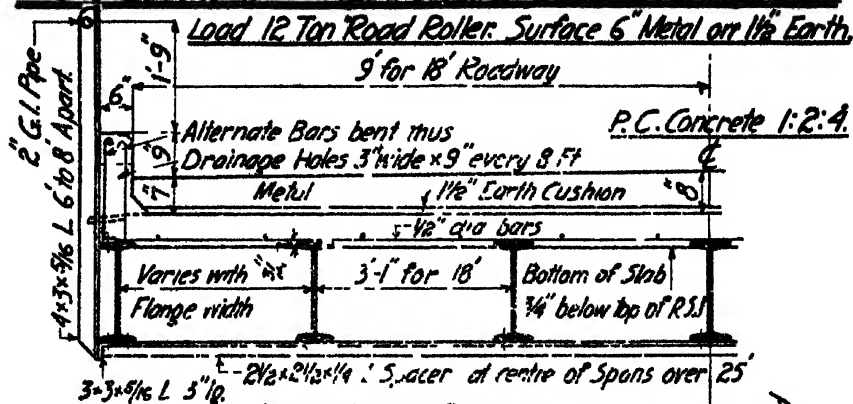 Load 12 Ton Road Roller. Surface 6" Metal on 1½" Earth.
9' for 18' Roadway
2" G.I. Pipe
4×3×5/16 L 6' to 8' Apart.
6"
1'-9"
9"
7"
P.C. Concrete 1:2:4.
Alternate Bars bent thus
Drainage Holes 3" wide × 9" every 8 Ft
Metal
1½" Earth Cushion
8"
½" dia bars
Varies with
Flange width
3'-1" for 18'
Bottom of Slab
¾" below top of RSJ
2½×2½×¼ L Spacer at centre of Spans over 25'
3×3×5/16 L 3" lg.